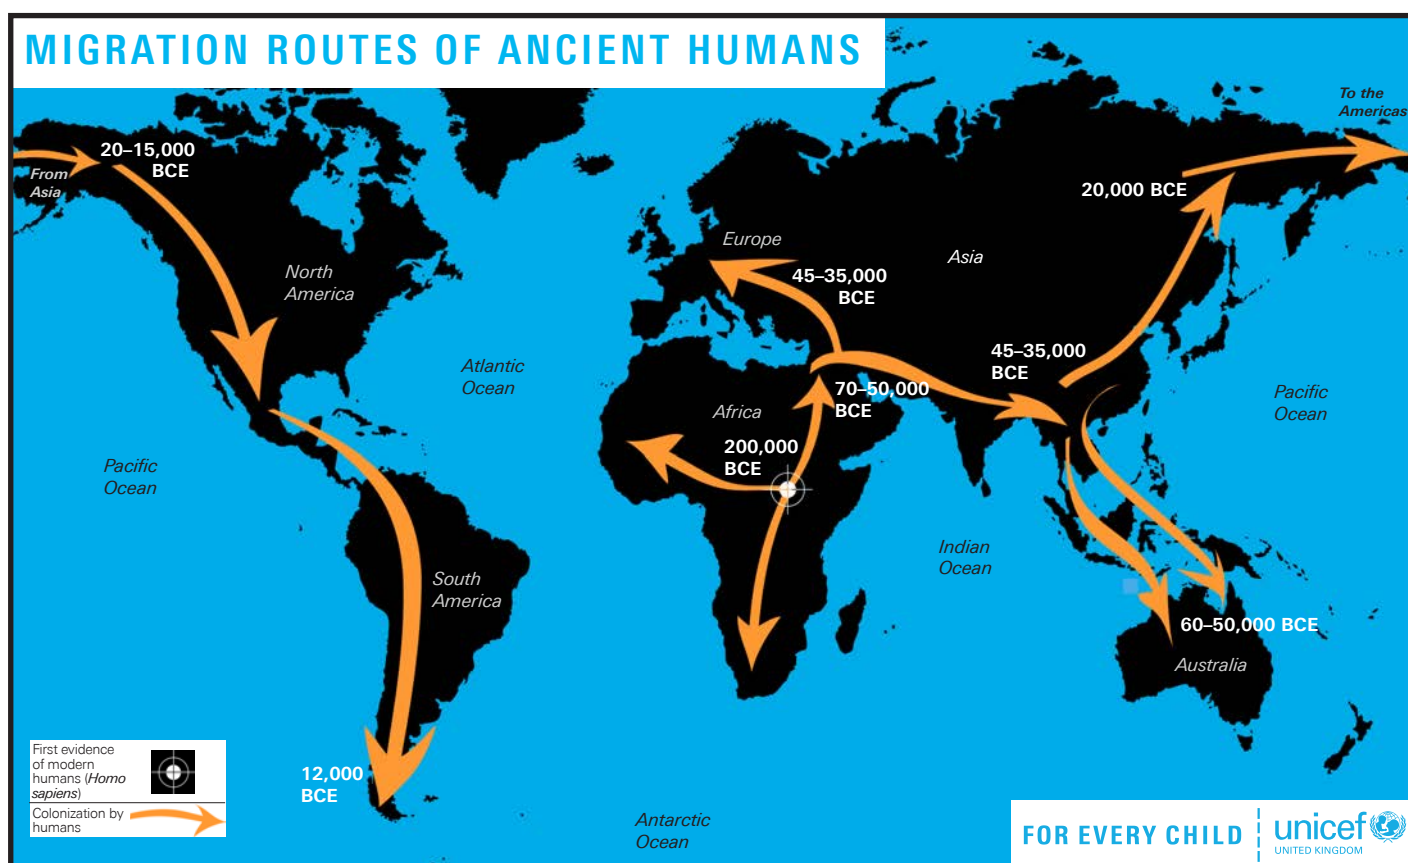 MIGRATION ROUTES OF ANCIENT HUMANS
To the
Americas
20–15,000
BCE
From
Asia
20,000 BCE
Europe
Asia
North
America
45–35,000
BCE
45–35,000
BCE
Atlantic
Ocean
70–50,000
BCE
Pacific
Ocean
Africa
200,000
BCE
Pacific
Ocean
Indian
Ocean
South
America
60–50,000 BCE
Australia
First evidence
of modern
humans (Homo
sapiens)
Colonization by
humans
12,000
BCE
Antarctic
Ocean
FOR EVERY CHILD
unicef
UNITED KINGDOM